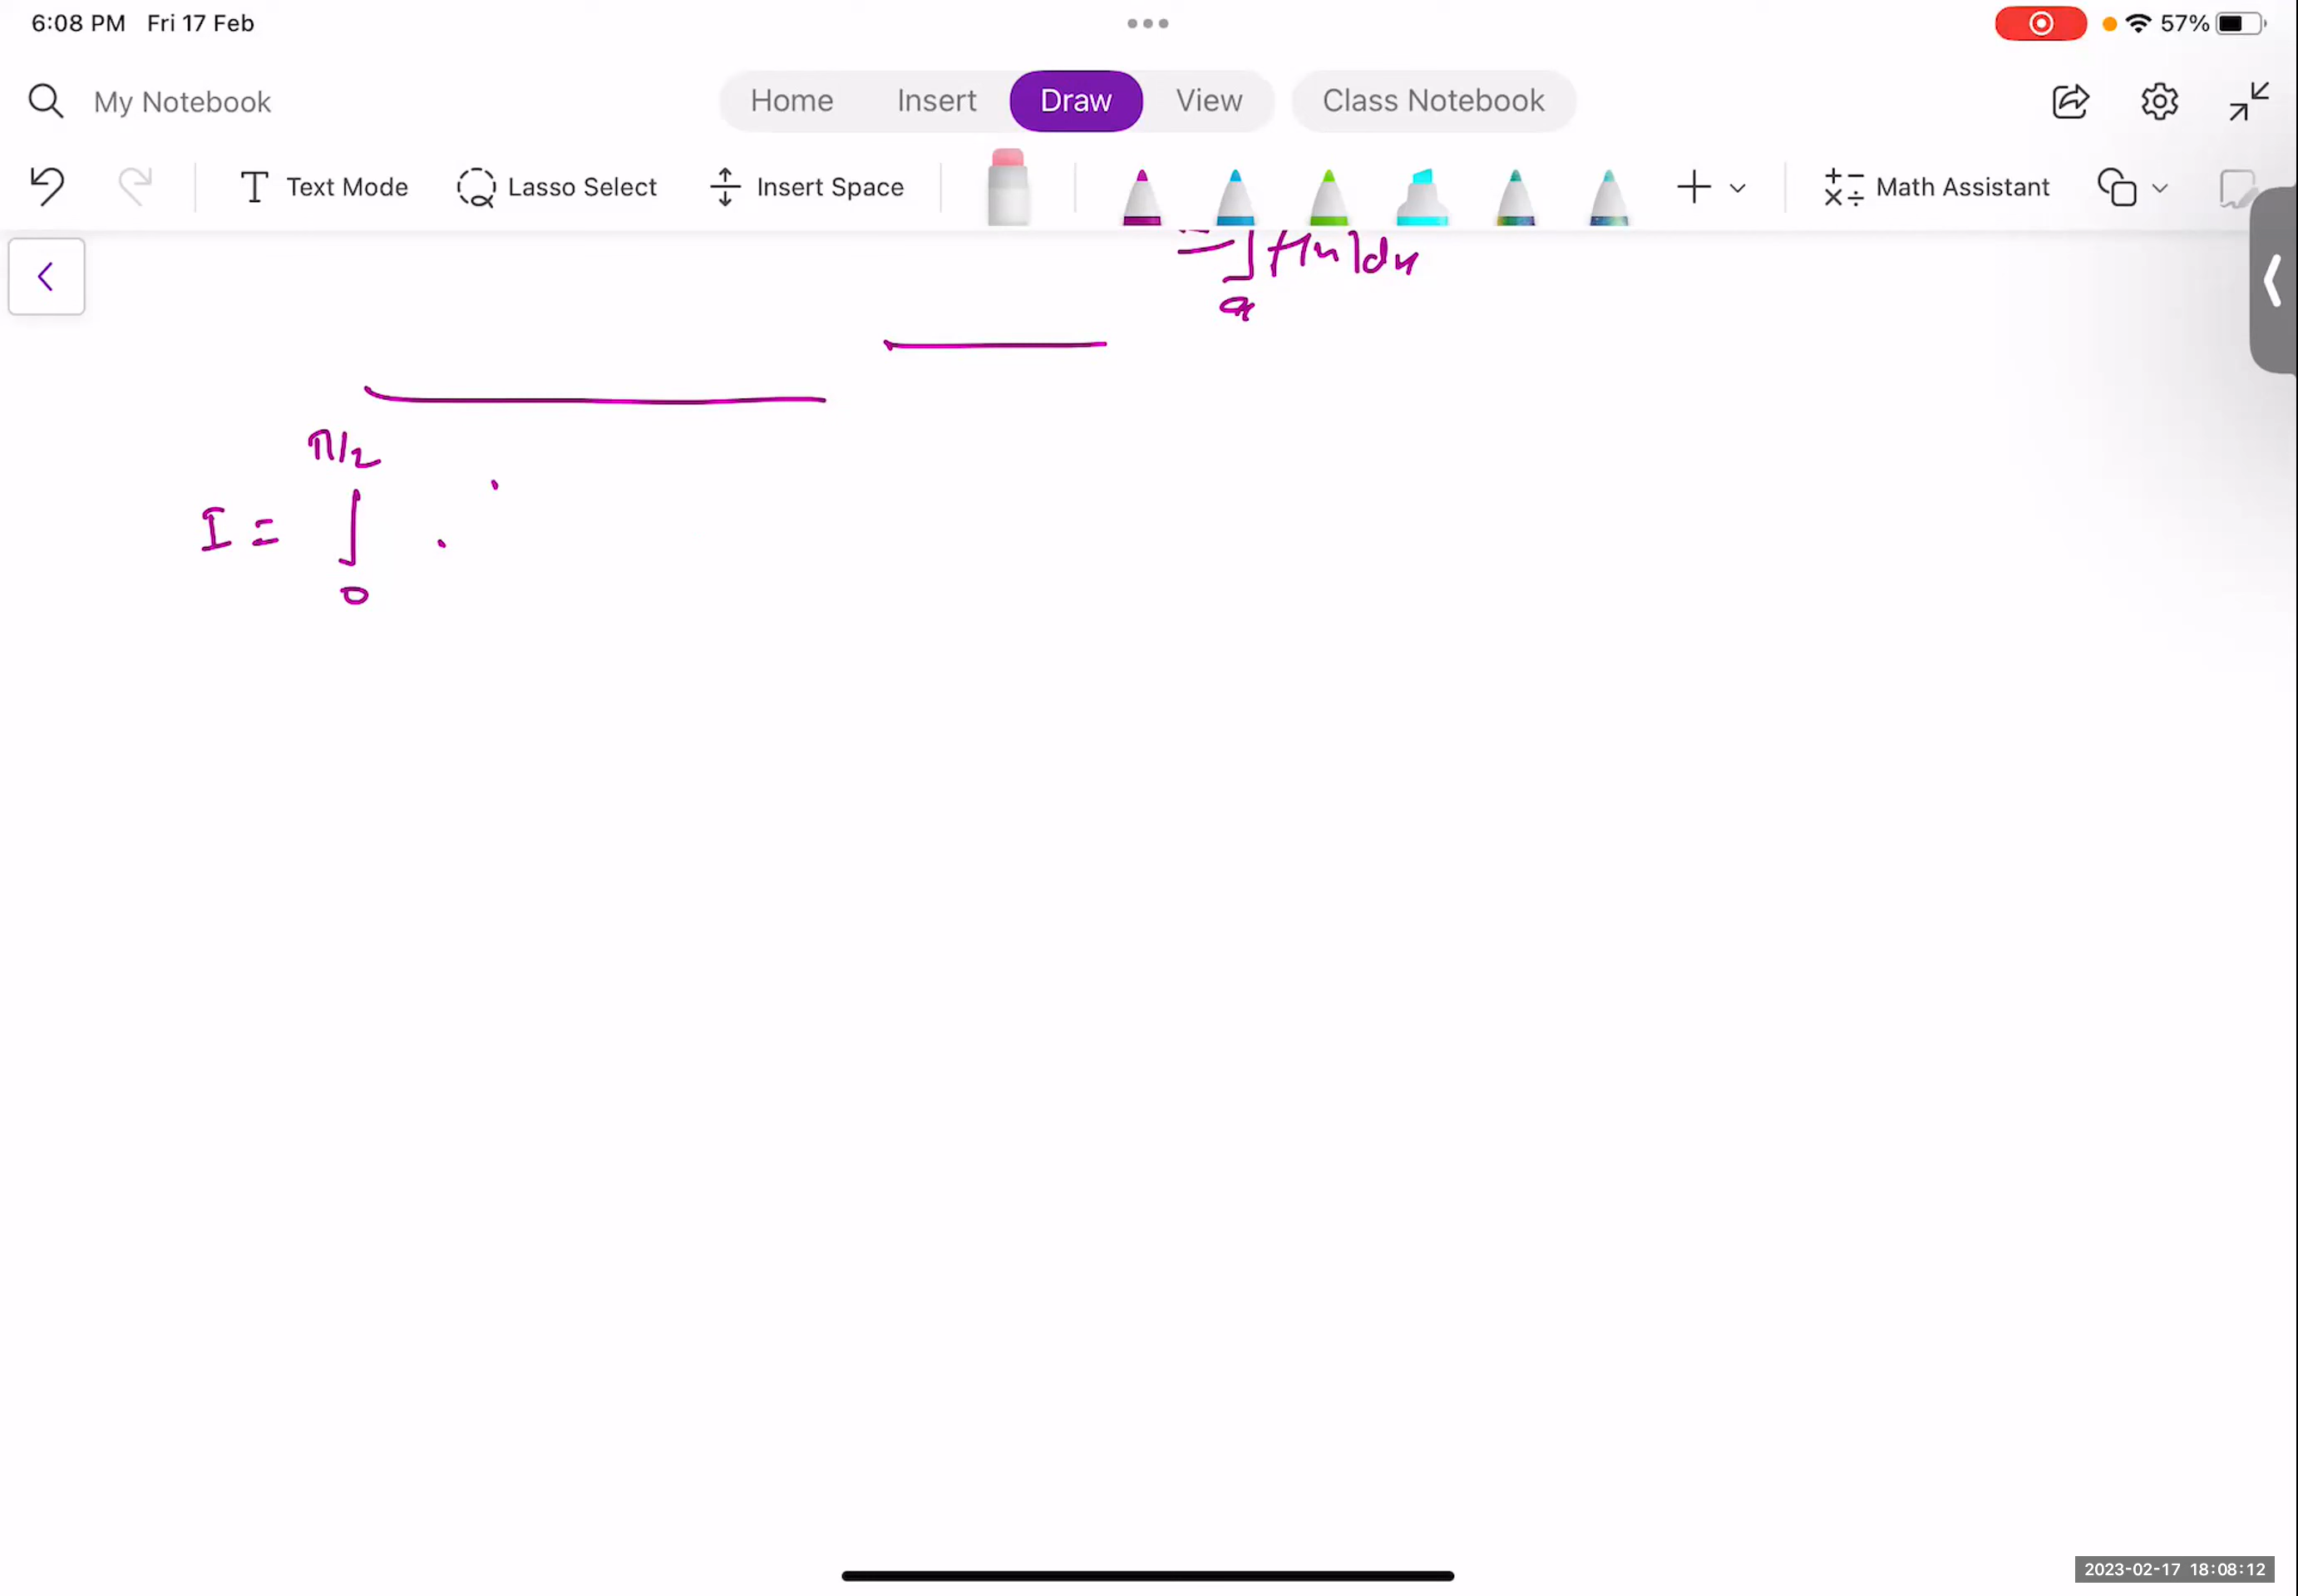 6:08 PM Fri 17 Feb
57%
My Notebook
Home Insert Draw View Class Notebook
Text Mode Lasso Select Insert Space Math Assistant
= ∫ f(x)dx
a
π/2
I = ∫
0
2023-02-17 18:08:12